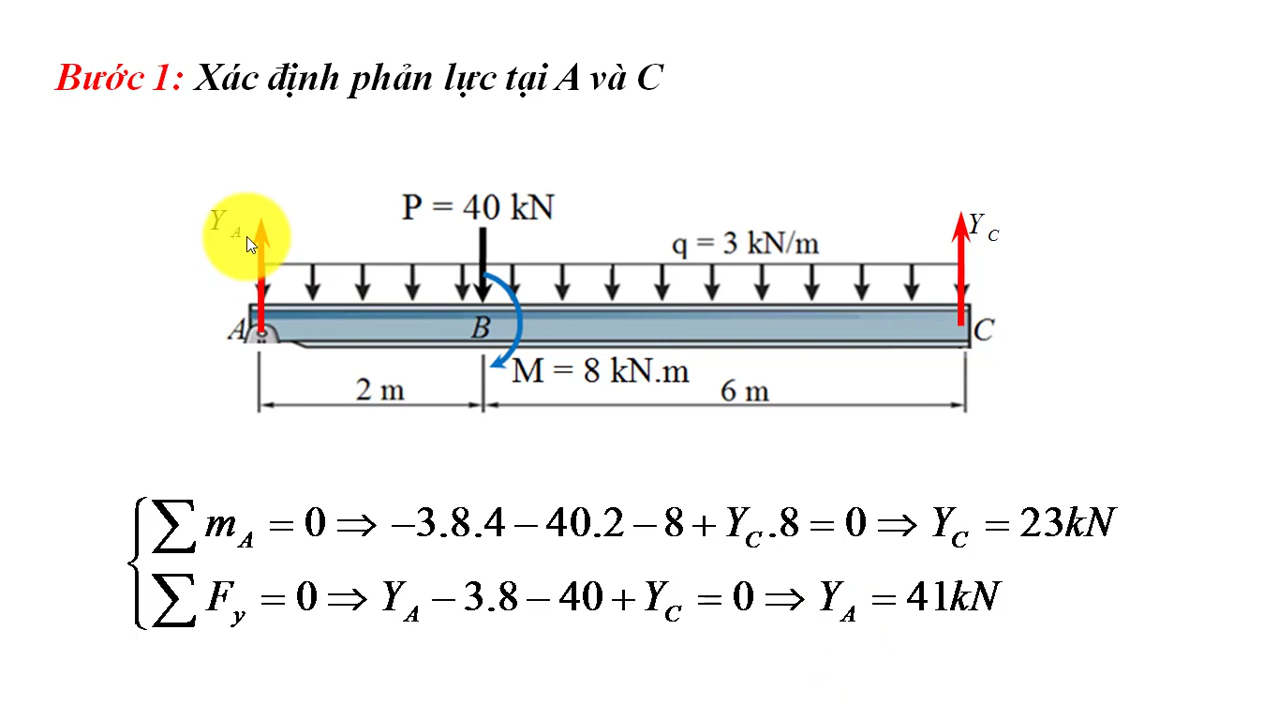 Bước 1: Xác định phản lực tại A và C
P = 40 kN
Y_A
Y_C
q = 3 kN/m
A
B
C
M = 8 kN.m
2 m
6 m
∑ m_A = 0 ⇒ −3.8.4 − 40.2 − 8 + Y_C.8 = 0 ⇒ Y_C = 23kN
∑ F_y = 0 ⇒ Y_A − 3.8 − 40 + Y_C = 0 ⇒ Y_A = 41kN